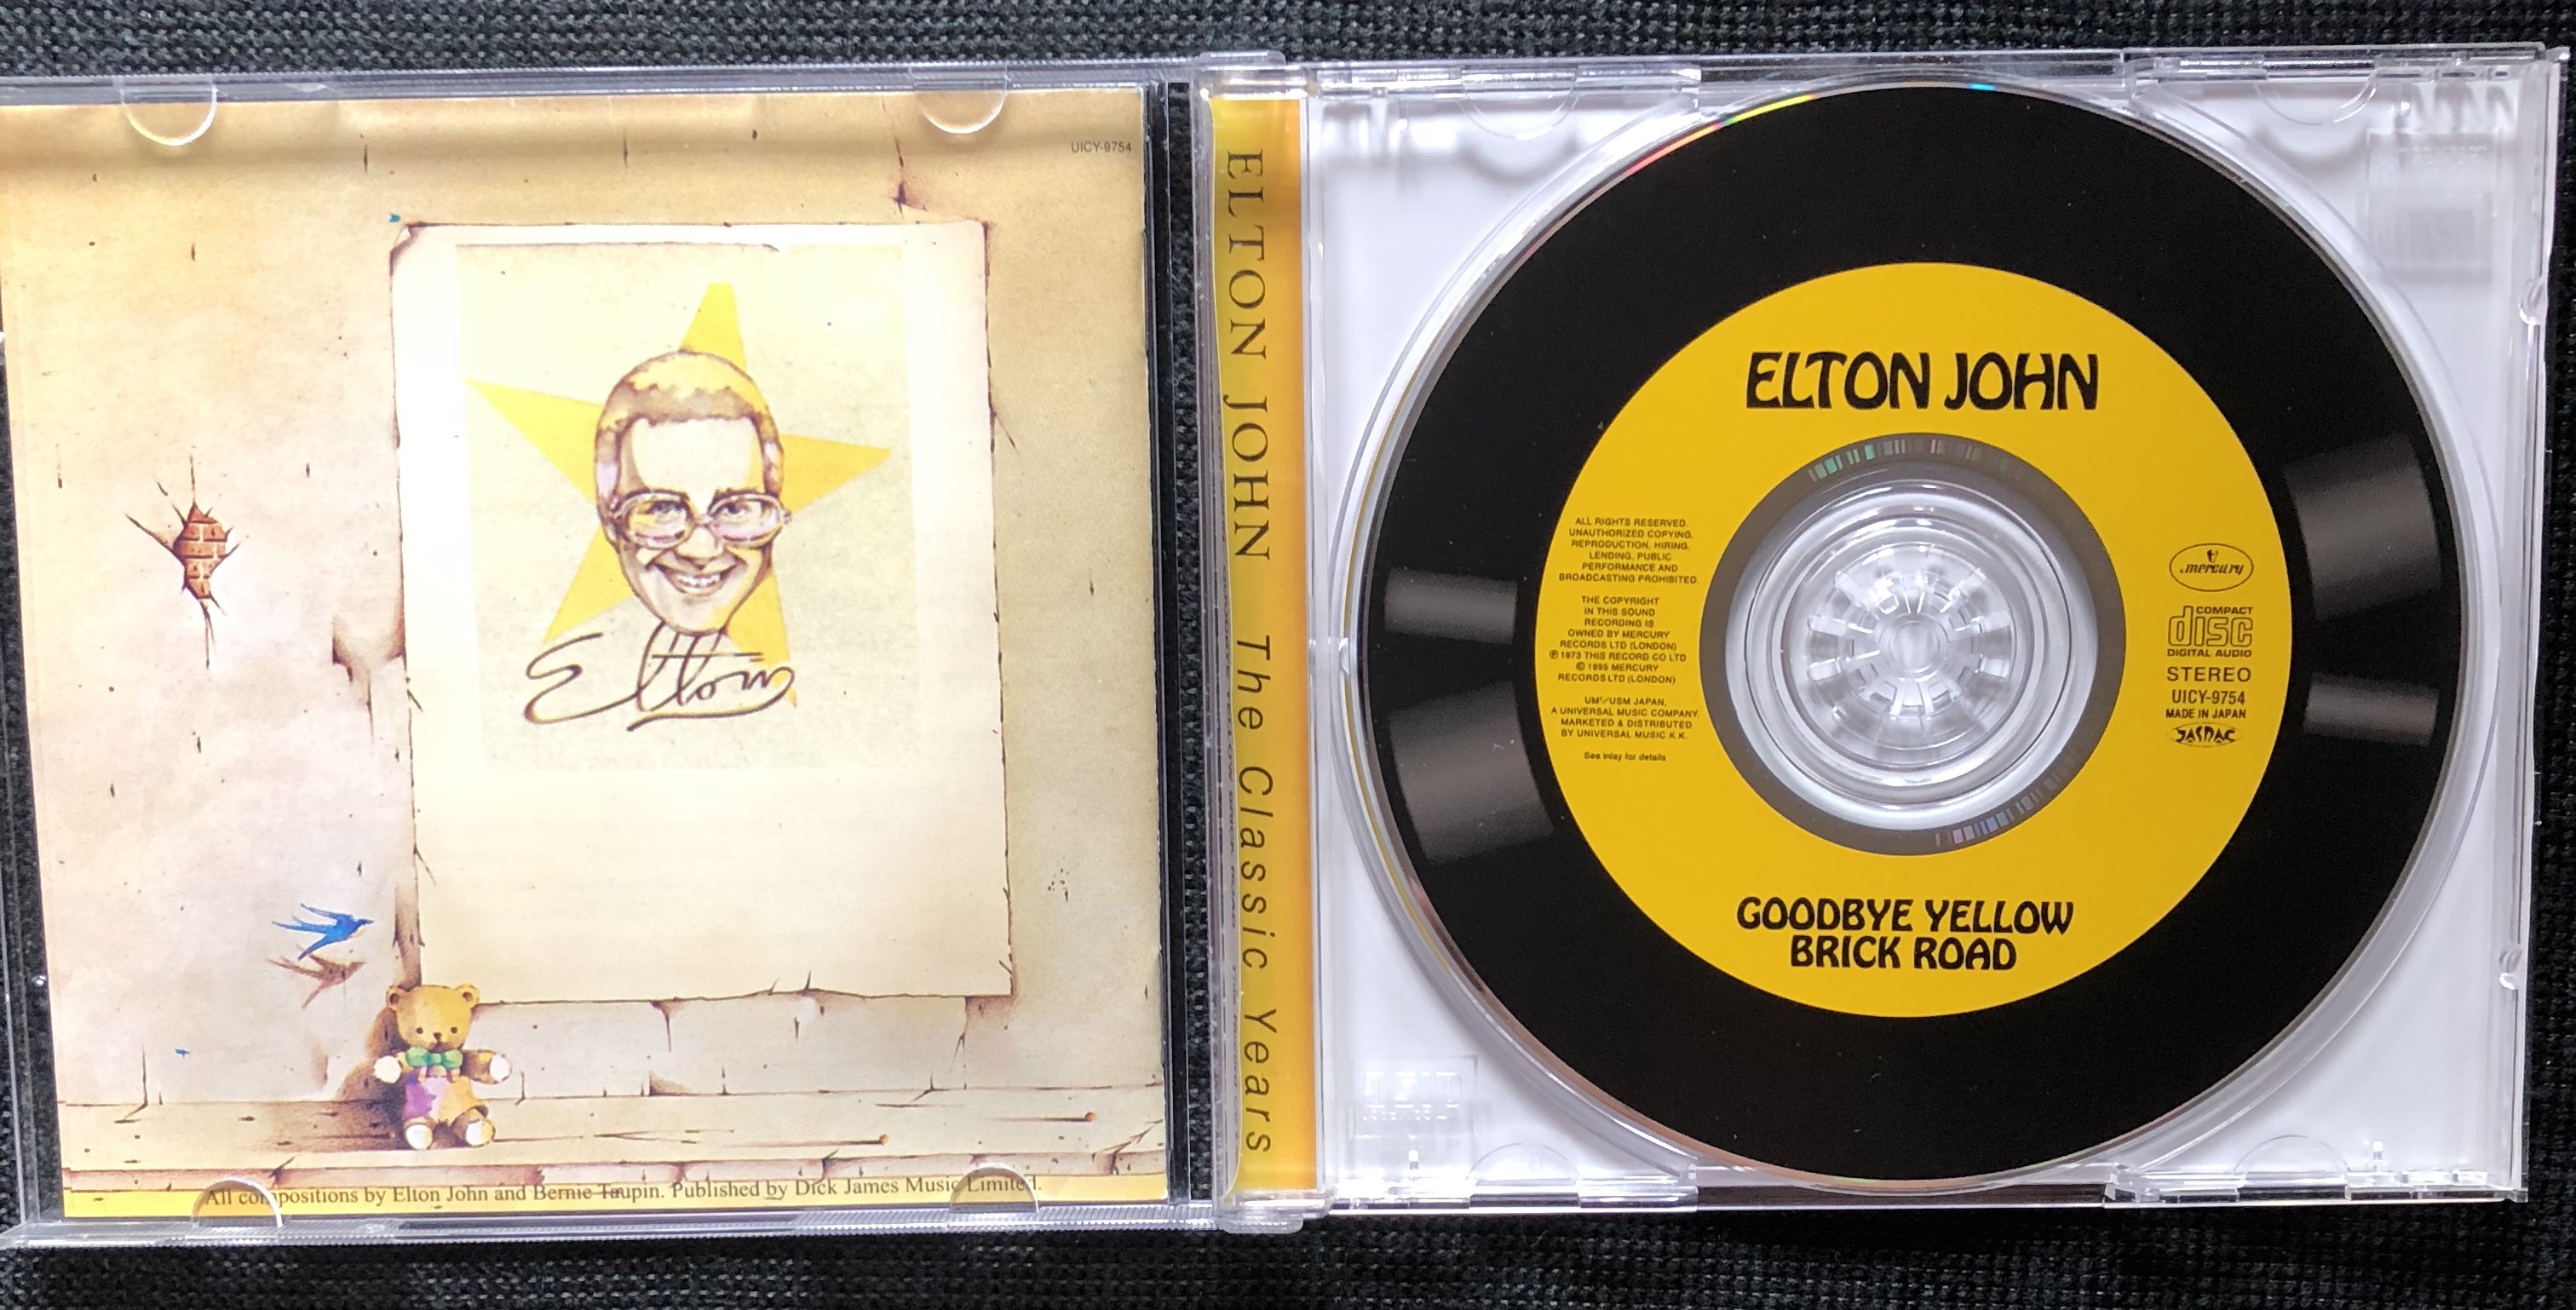 UICY-9754
Elton
All compositions by Elton John and Bernie Taupin. Published by Dick James Music Limited.
ELTON JOHN The Classic Years
ELTON JOHN
ALL RIGHTS RESERVED.
UNAUTHORIZED COPYING,
REPRODUCTION, HIRING,
LENDING, PUBLIC
PERFORMANCE AND
BROADCASTING PROHIBITED.
THE COPYRIGHT
IN THIS SOUND
RECORDING IS
OWNED BY MERCURY
RECORDS LTD (LONDON)
℗ 1973 THIS RECORD CO LTD
© 1995 MERCURY
RECORDS LTD (LONDON)
USM JAPAN,
A UNIVERSAL MUSIC COMPANY.
MARKETED & DISTRIBUTED
BY UNIVERSAL MUSIC K.K.
See inlay for details
mercury
COMPACT
disc
DIGITAL AUDIO
STEREO
UICY-9754
MADE IN JAPAN
JASRAC
GOODBYE YELLOW
BRICK ROAD